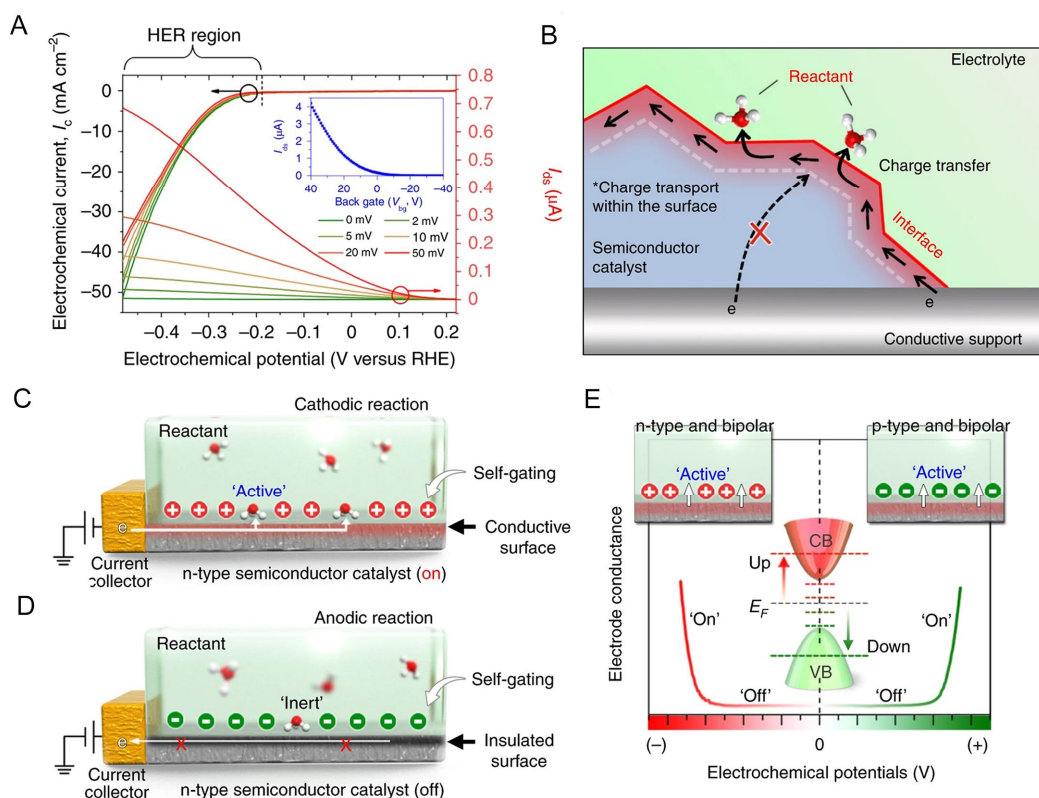 A
HER region
Electrochemical current, I_c (mA cm⁻²)
0
−10
−20
−30
−40
−50
−0.4
−0.3
−0.2
−0.1
0
0.1
0.2
Electrochemical potential (V versus RHE)
0.8
0.7
0.6
0.5
0.4
0.3
0.2
0.1
0
I_ds (μA)
I_ds (μA)
4
3
2
1
0
40
20
0
−20
−40
Back gate (V_bg, V)
0 mV
2 mV
5 mV
10 mV
20 mV
50 mV
B
Electrolyte
Reactant
Charge transfer
*Charge transport
within the surface
Semiconductor
catalyst
Interface
e
e
Conductive support
C
Cathodic reaction
Reactant
Self-gating
'Active'
e
Conductive
surface
Current
collector
n-type semiconductor catalyst (on)
D
Anodic reaction
Reactant
Self-gating
'Inert'
e
X
X
Insulated
surface
Current
collector
n-type semiconductor catalyst (off)
E
n-type and bipolar
p-type and bipolar
'Active'
'Active'
Electrode conductance
CB
Up
E_F
Down
VB
'On'
'On'
'Off'
'Off'
(−)
0
(+)
Electrochemical potentials (V)